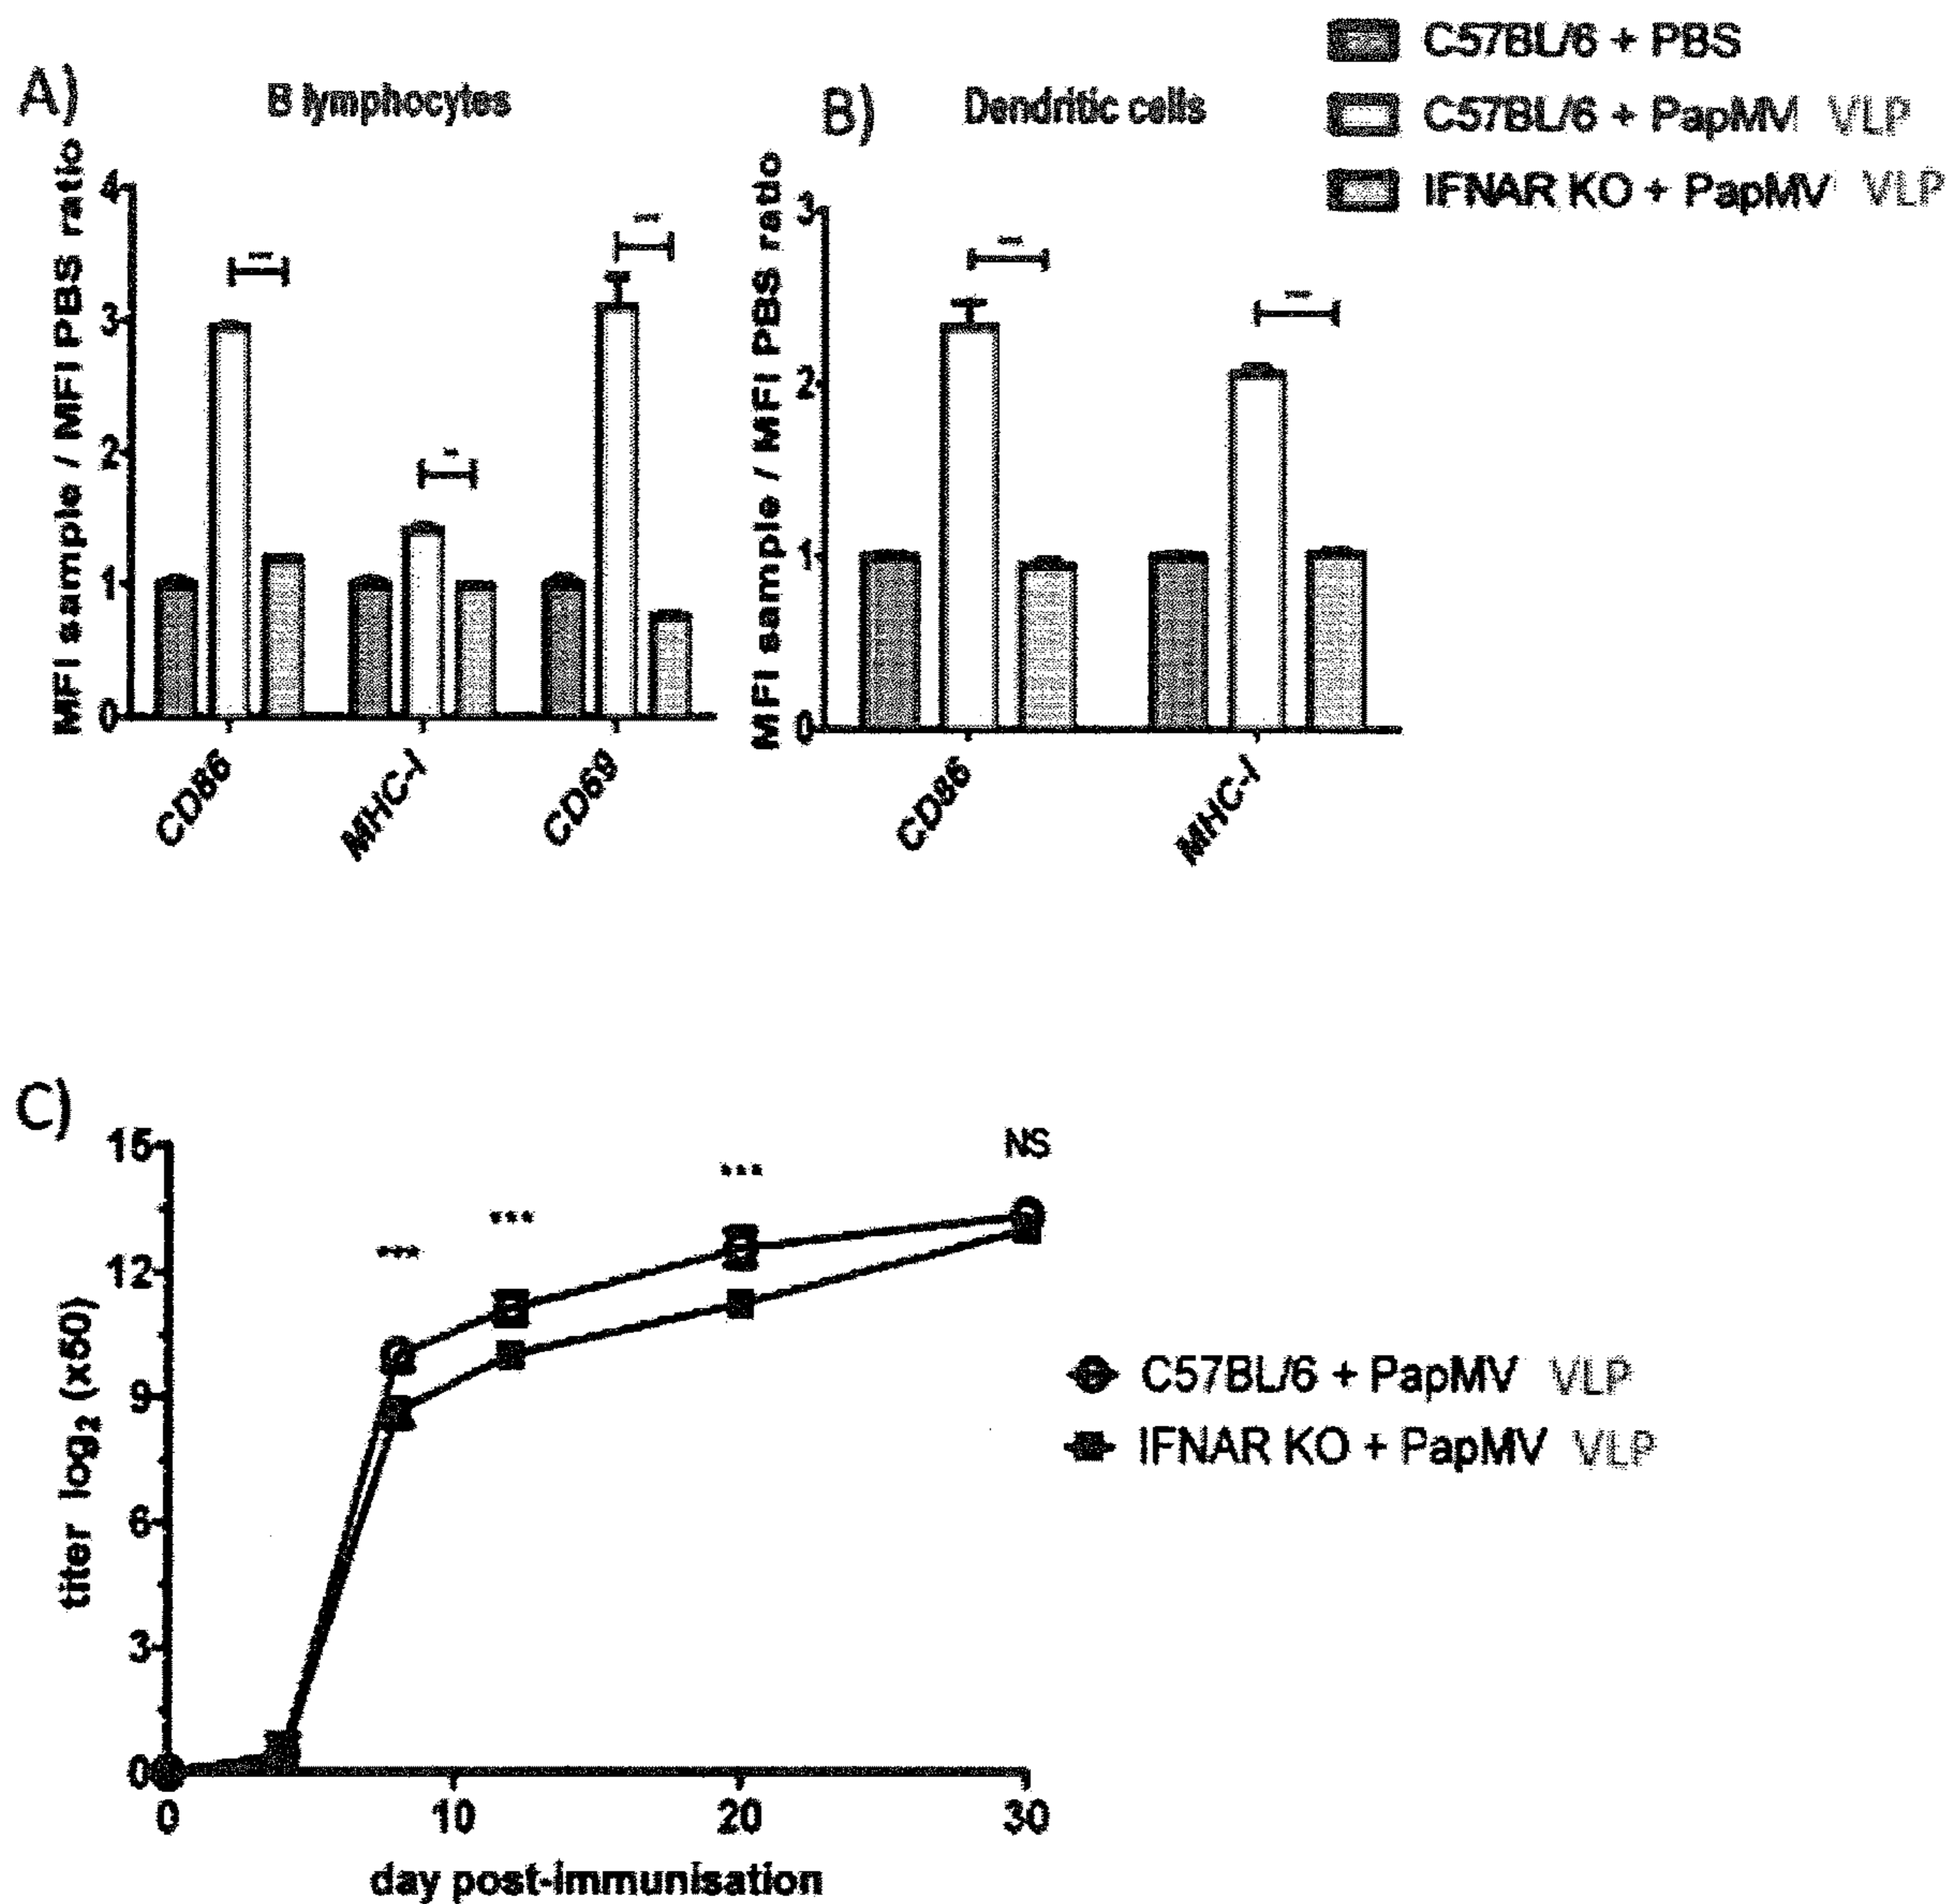 C57BL/6 + PBS
C57BL/6 + PapMV VLP
IFNAR KO + PapMV VLP
A)
B lymphocytes
MFI sample / MFI PBS ratio
4
3
2
1
0
CD86
MHC-I
CD69
B)
Dendritic cells
MFI sample / MFI PBS ratio
3
2
1
0
CD86
MHC-I
C)
titer log₂ (x50)
15
12
9
6
3
0
***
***
***
NS
0
10
20
30
day post-immunisation
C57BL/6 + PapMV VLP
IFNAR KO + PapMV VLP